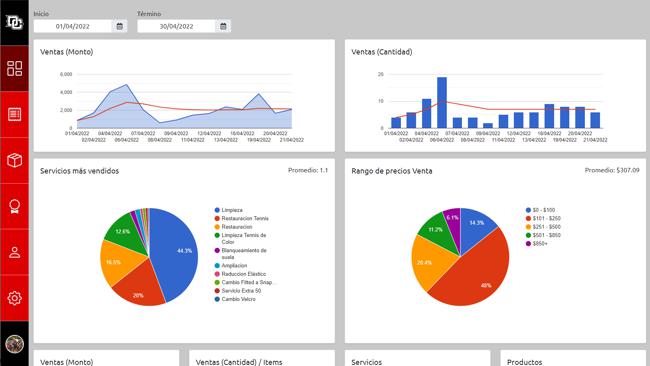 DC
Inicio
Término
01/04/2022
30/04/2022
Ventas (Monto)
6,000
4,000
2,000
0
01/04/2022 04/04/2022 07/04/2022 09/04/2022 12/04/2022 16/04/2022 20/04/2022
02/04/2022 06/04/2022 08/04/2022 11/04/2022 13/04/2022 19/04/2022 21/04/2022
Ventas (Cantidad)
20
10
0
01/04/2022 04/04/2022 07/04/2022 09/04/2022 12/04/2022 16/04/2022 20/04/2022
02/04/2022 06/04/2022 08/04/2022 11/04/2022 13/04/2022 19/04/2022 21/04/2022
Servicios más vendidos
Promedio: 1.1
44.3%
20%
16.5%
12.6%
Limpieza
Restauracion Tennis
Restauracion
Limpieza Tennis de
Color
Blanqueamiento de
suela
Ampliacion
Reduccion Elástico
Cambio Fitted a Snap...
Servicio Extra 50
Cambio Velcro
Rango de precios Venta
Promedio: $307.09
14.3%
48%
20.4%
11.2%
6.1%
$0 - $100
$101 - $250
$251 - $500
$501 - $850
$850+
Ventas (Monto)
Ventas (Cantidad) / Items
Servicios
Productos